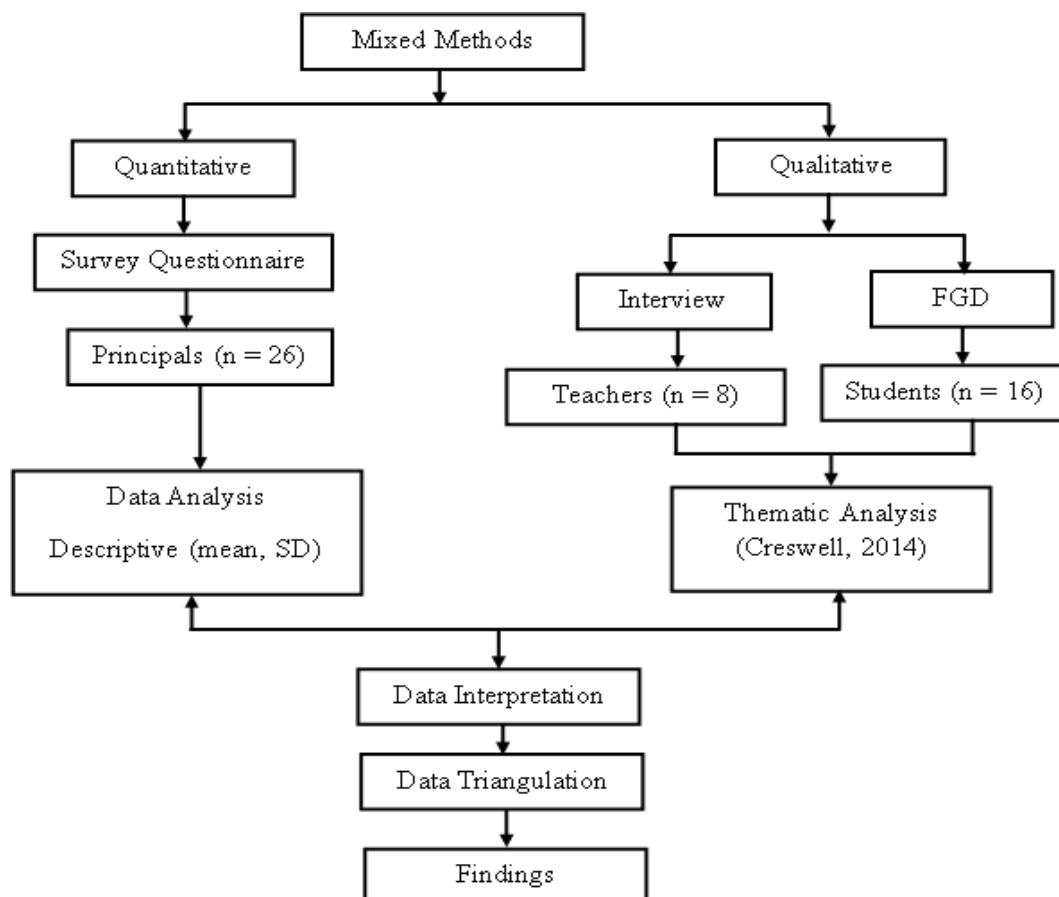 Mixed Methods
Quantitative
Qualitative
Survey Questionnaire
Interview
FGD
Principals (n = 26)
Teachers (n = 8)
Students (n = 16)
Data Analysis
Descriptive (mean, SD)
Thematic Analysis
(Creswell, 2014)
Data Interpretation
Data Triangulation
Findings